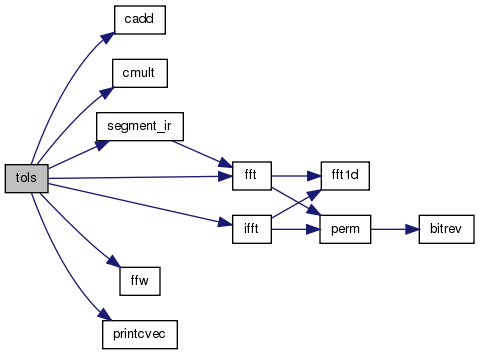 cadd
cmult
segment_ir
tols
fft
fft1d
ifft
perm
bitrev
ffw
printcvec